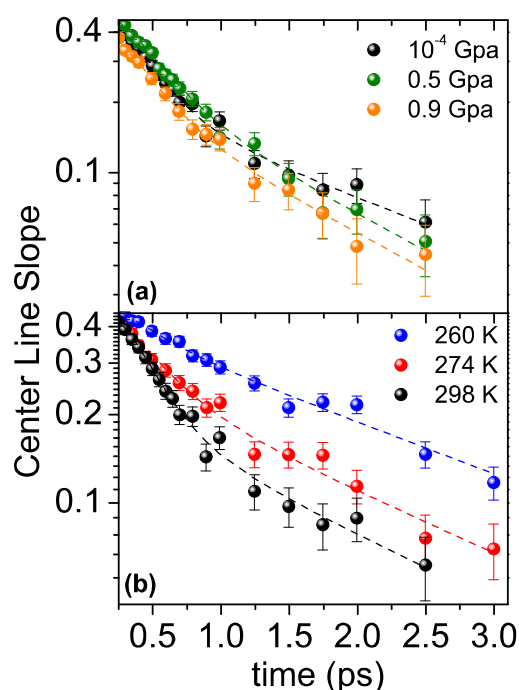 0.4
10⁻⁴ Gpa
0.5 Gpa
0.9 Gpa
0.1
(a)
Center Line Slope
0.4
260 K
0.3
274 K
298 K
0.2
0.1
(b)
0.5 1.0 1.5 2.0 2.5 3.0
time (ps)